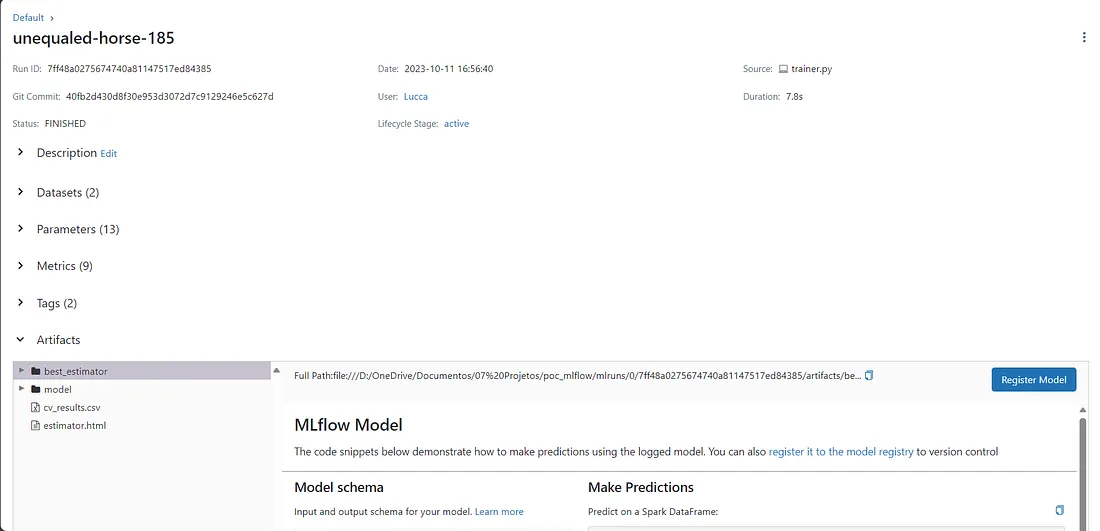 Default ›
unequaled-horse-185
Run ID: 7ff48a0275674740a81147517ed84385 Date: 2023-10-11 16:56:40 Source: trainer.py
Git Commit: 40fb2d430d8f30e953d3072d7c9129246e5c627d User: Lucca Duration: 7.8s
Status: FINISHED Lifecycle Stage: active
Description Edit
Datasets (2)
Parameters (13)
Metrics (9)
Tags (2)
Artifacts
best_estimator
model
cv_results.csv
estimator.html
Full Path:file:///D:/OneDrive/Documentos/07%20Projetos/poc_mlflow/mlruns/0/7ff48a0275674740a81147517ed84385/artifacts/be...
Register Model
MLflow Model
The code snippets below demonstrate how to make predictions using the logged model. You can also register it to the model registry to version control
Model schema
Input and output schema for your model. Learn more
Make Predictions
Predict on a Spark DataFrame: